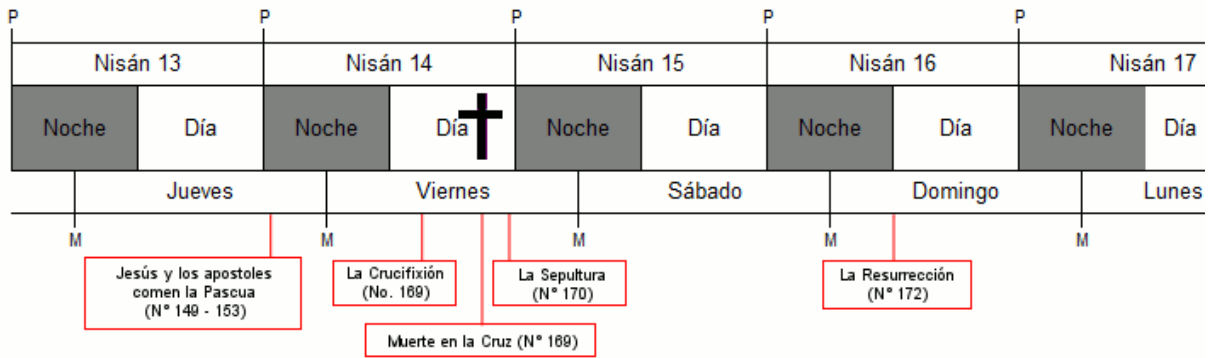 P P P P P
Nisán 13 Nisán 14 Nisán 15 Nisán 16 Nisán 17
Noche Día Noche Día Noche Día Noche Día Noche Día
Jueves Viernes Sábado Domingo Lunes
M M M M M
Jesús y los apostoles
comen la Pascua
(N° 149 - 153)
La Crucifixión
(No. 169)
La Sepultura
(N° 170)
La Resurrección
(N° 172)
Muerte en la Cruz (N° 169)